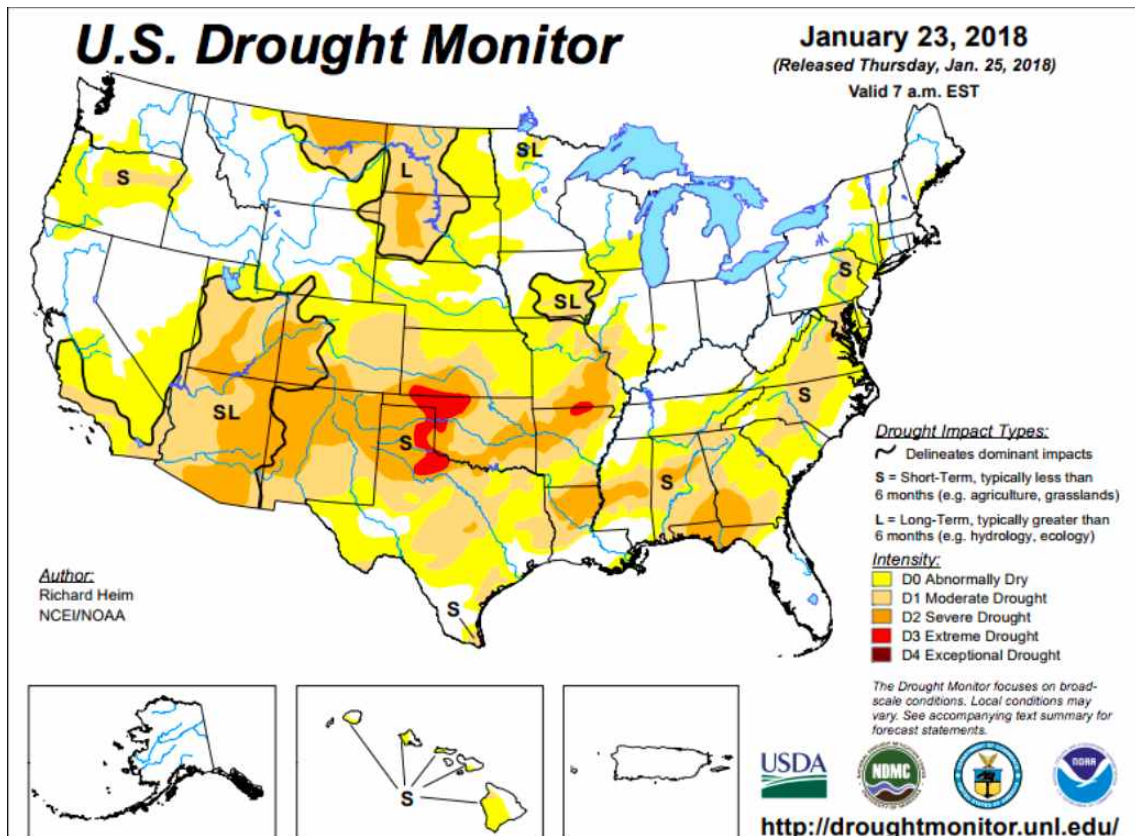 U.S. Drought Monitor
January 23, 2018
(Released Thursday, Jan. 25, 2018)
Valid 7 a.m. EST
S
L
SL
SL
S
SL
S
S
S
S
S
Drought Impact Types:
Delineates dominant impacts
S = Short-Term, typically less than
6 months (e.g. agriculture, grasslands)
L = Long-Term, typically greater than
6 months (e.g. hydrology, ecology)
Intensity:
D0 Abnormally Dry
D1 Moderate Drought
D2 Severe Drought
D3 Extreme Drought
D4 Exceptional Drought
Author:
Richard Heim
NCEI/NOAA
The Drought Monitor focuses on broad-
scale conditions. Local conditions may
vary. See accompanying text summary for
forecast statements.
S
USDA
NDMC
NOAA
http://droughtmonitor.unl.edu/